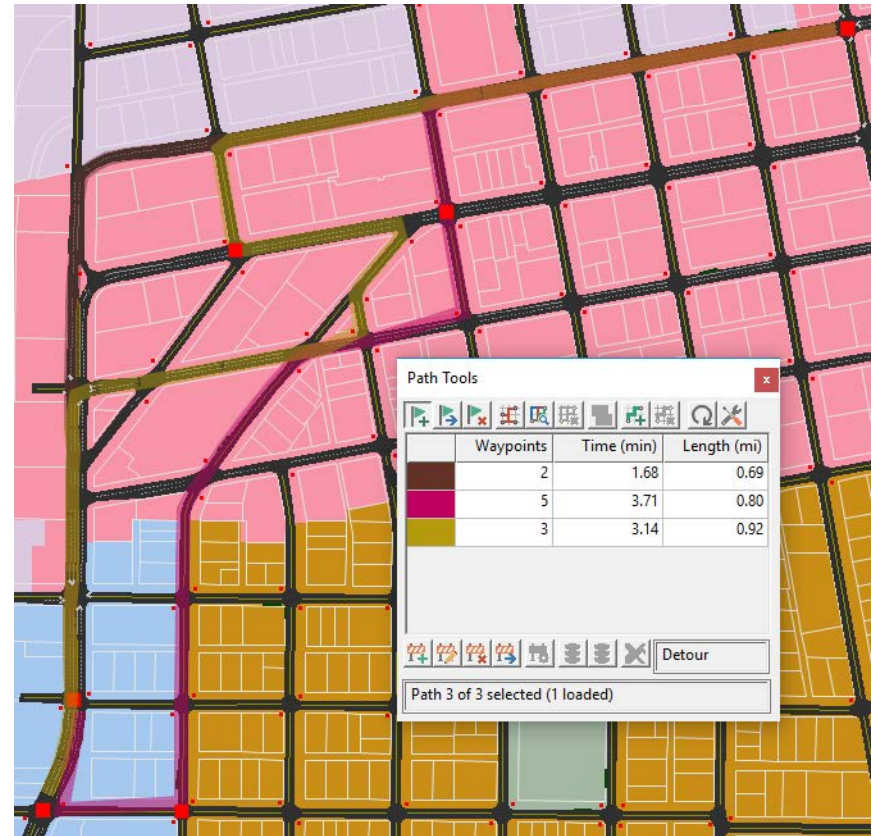 Path Tools
x
Waypoints Time (min) Length (mi)
2 1.68 0.69
5 3.71 0.80
3 3.14 0.92
Detour
Path 3 of 3 selected (1 loaded)